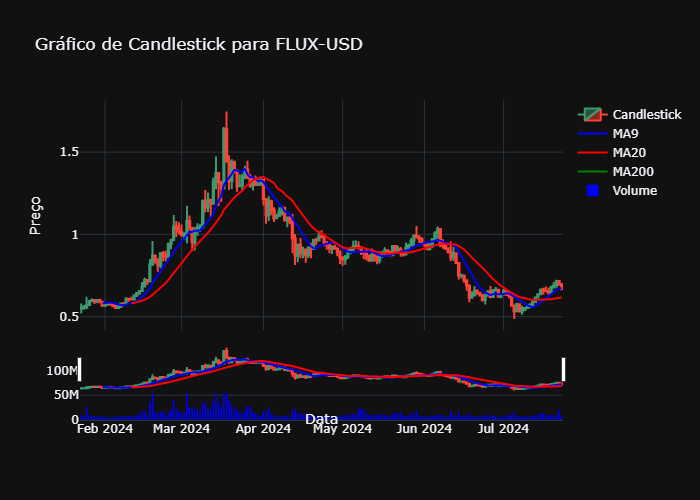 Gráfico de Candlestick para FLUX-USD
Candlestick
MA9
MA20
MA200
Volume
Preço
1.5
1
0.5
100M
50M
0
Data
Feb 2024
Mar 2024
Apr 2024
May 2024
Jun 2024
Jul 2024